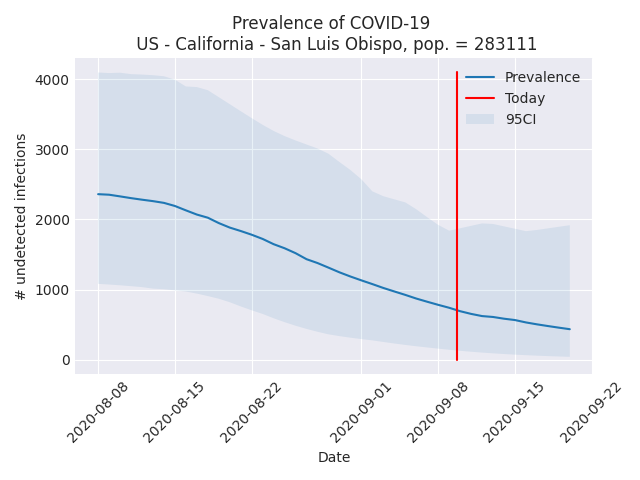 Prevalence of COVID-19
US - California - San Luis Obispo, pop. = 283111
4000
3000
2000
1000
0
# undetected infections
Prevalence
Today
95CI
2020-08-08
2020-08-15
2020-08-22
2020-09-01
2020-09-08
2020-09-15
2020-09-22
Date